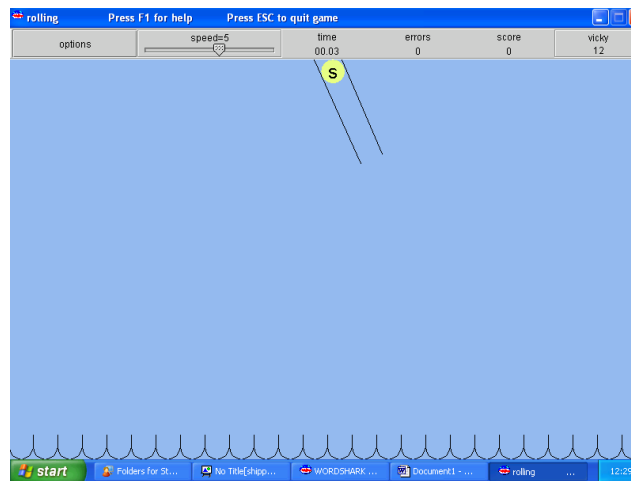 rolling Press F1 for help Press ESC to quit game
options speed=5 time errors score vicky
00.03 0 0 12
S
start Folders for St... No Title[shipp... WORDSHARK ... Document1 - ... rolling ... 12:29